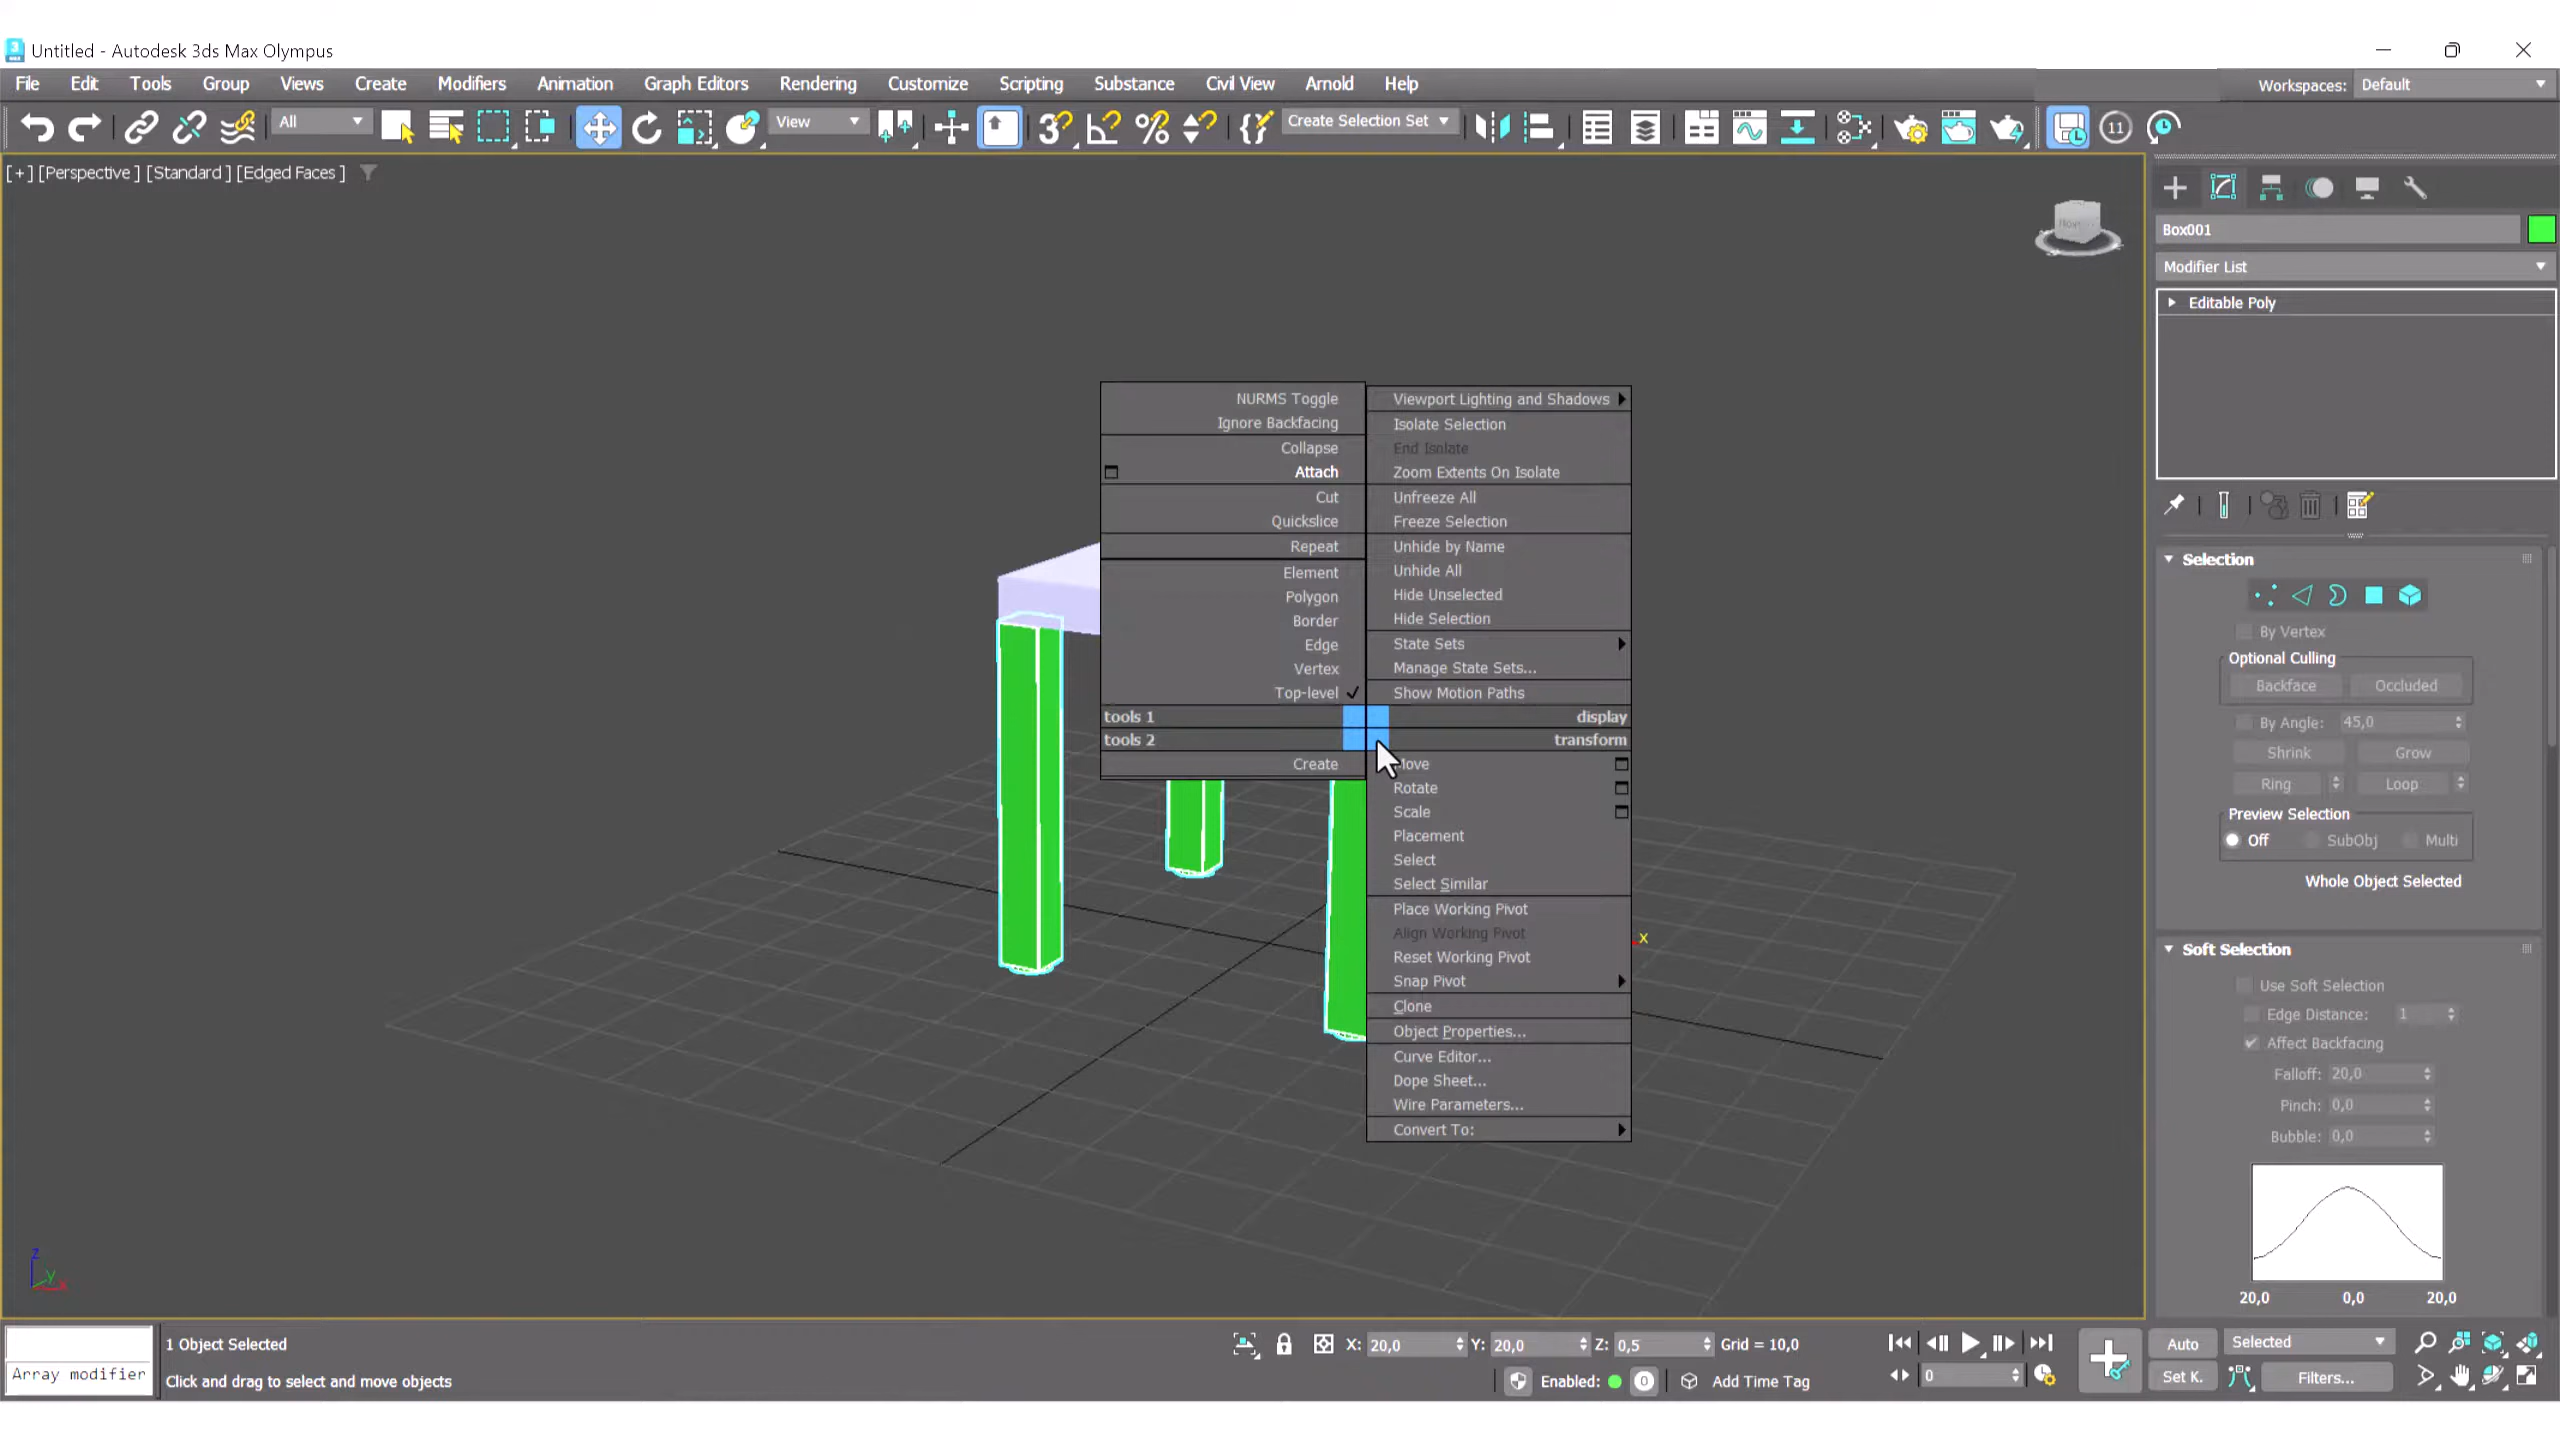 Untitled - Autodesk 3ds Max Olympus
File Edit Tools Group Views Create Modifiers Animation Graph Editors Rendering Customize Scripting Substance Civil View Arnold Help
Workspaces: Default
All
View
Create Selection Set
11
[+] [Perspective ] [Standard ] [Edged Faces ]
Box001
Modifier List
Editable Poly
NURMS Toggle
Ignore Backfacing
Collapse
Attach
Cut
Quickslice
Repeat
Element
Polygon
Border
Edge
Vertex
Top-level
tools 1
tools 2
Create
Viewport Lighting and Shadows
Isolate Selection
End Isolate
Zoom Extents On Isolate
Unfreeze All
Freeze Selection
Unhide by Name
Unhide All
Hide Unselected
Hide Selection
State Sets
Manage State Sets...
Show Motion Paths
display
transform
Move
Rotate
Scale
Placement
Select
Select Similar
Place Working Pivot
Align Working Pivot
Reset Working Pivot
Snap Pivot
Clone
Object Properties...
Curve Editor...
Dope Sheet...
Wire Parameters...
Convert To:
x
z
y
x
Selection
By Vertex
Optional Culling
Backface Occluded
By Angle: 45,0
Shrink Grow
Ring Loop
Preview Selection
Off SubObj Multi
Whole Object Selected
Soft Selection
Use Soft Selection
Edge Distance: 1
Affect Backfacing
Falloff: 20,0
Pinch: 0,0
Bubble: 0,0
20,0 0,0 20,0
Array modifier
1 Object Selected
Click and drag to select and move objects
X: 20,0 Y: 20,0 Z: 0,5 Grid = 10,0
Enabled: 0 Add Time Tag
0
Auto Selected
Set K. Filters...